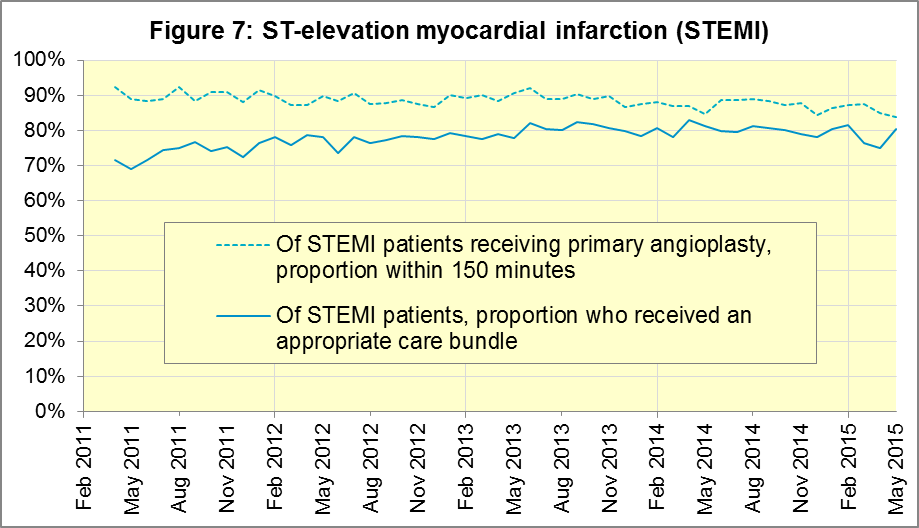 Figure 7: ST-elevation myocardial infarction (STEMI)
100%
90%
80%
70%
60%
50%
40%
30%
20%
10%
0%
Of STEMI patients receiving primary angioplasty,
proportion within 150 minutes
Of STEMI patients, proportion who received an
appropriate care bundle
Feb 2011
May 2011
Aug 2011
Nov 2011
Feb 2012
May 2012
Aug 2012
Nov 2012
Feb 2013
May 2013
Aug 2013
Nov 2013
Feb 2014
May 2014
Aug 2014
Nov 2014
Feb 2015
May 2015